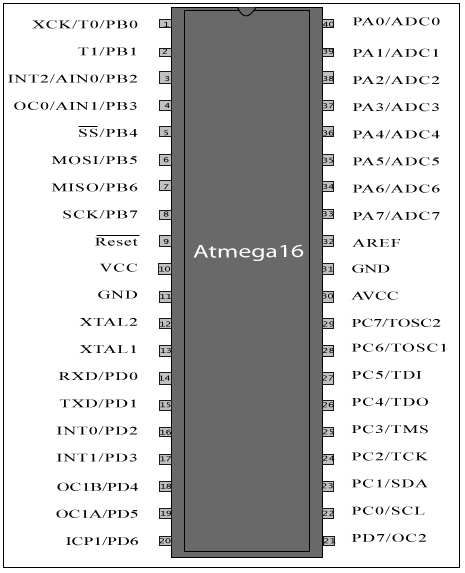 XCK/T0/PB0 1 40 PA0/ADC0
T1/PB1 2 39 PA1/ADC1
INT2/AIN0/PB2 3 38 PA2/ADC2
OC0/AIN1/PB3 4 37 PA3/ADC3
SS/PB4 5 36 PA4/ADC4
MOSI/PB5 6 35 PA5/ADC5
MISO/PB6 7 34 PA6/ADC6
SCK/PB7 8 33 PA7/ADC7
Reset 9 32 AREF
Atmega16
VCC 10 31 GND
GND 11 30 AVCC
XTAL2 12 29 PC7/TOSC2
XTAL1 13 28 PC6/TOSC1
RXD/PD0 14 27 PC5/TDI
TXD/PD1 15 26 PC4/TDO
INT0/PD2 16 25 PC3/TMS
INT1/PD3 17 24 PC2/TCK
OC1B/PD4 18 23 PC1/SDA
OC1A/PD5 19 22 PC0/SCL
ICP1/PD6 20 21 PD7/OC2